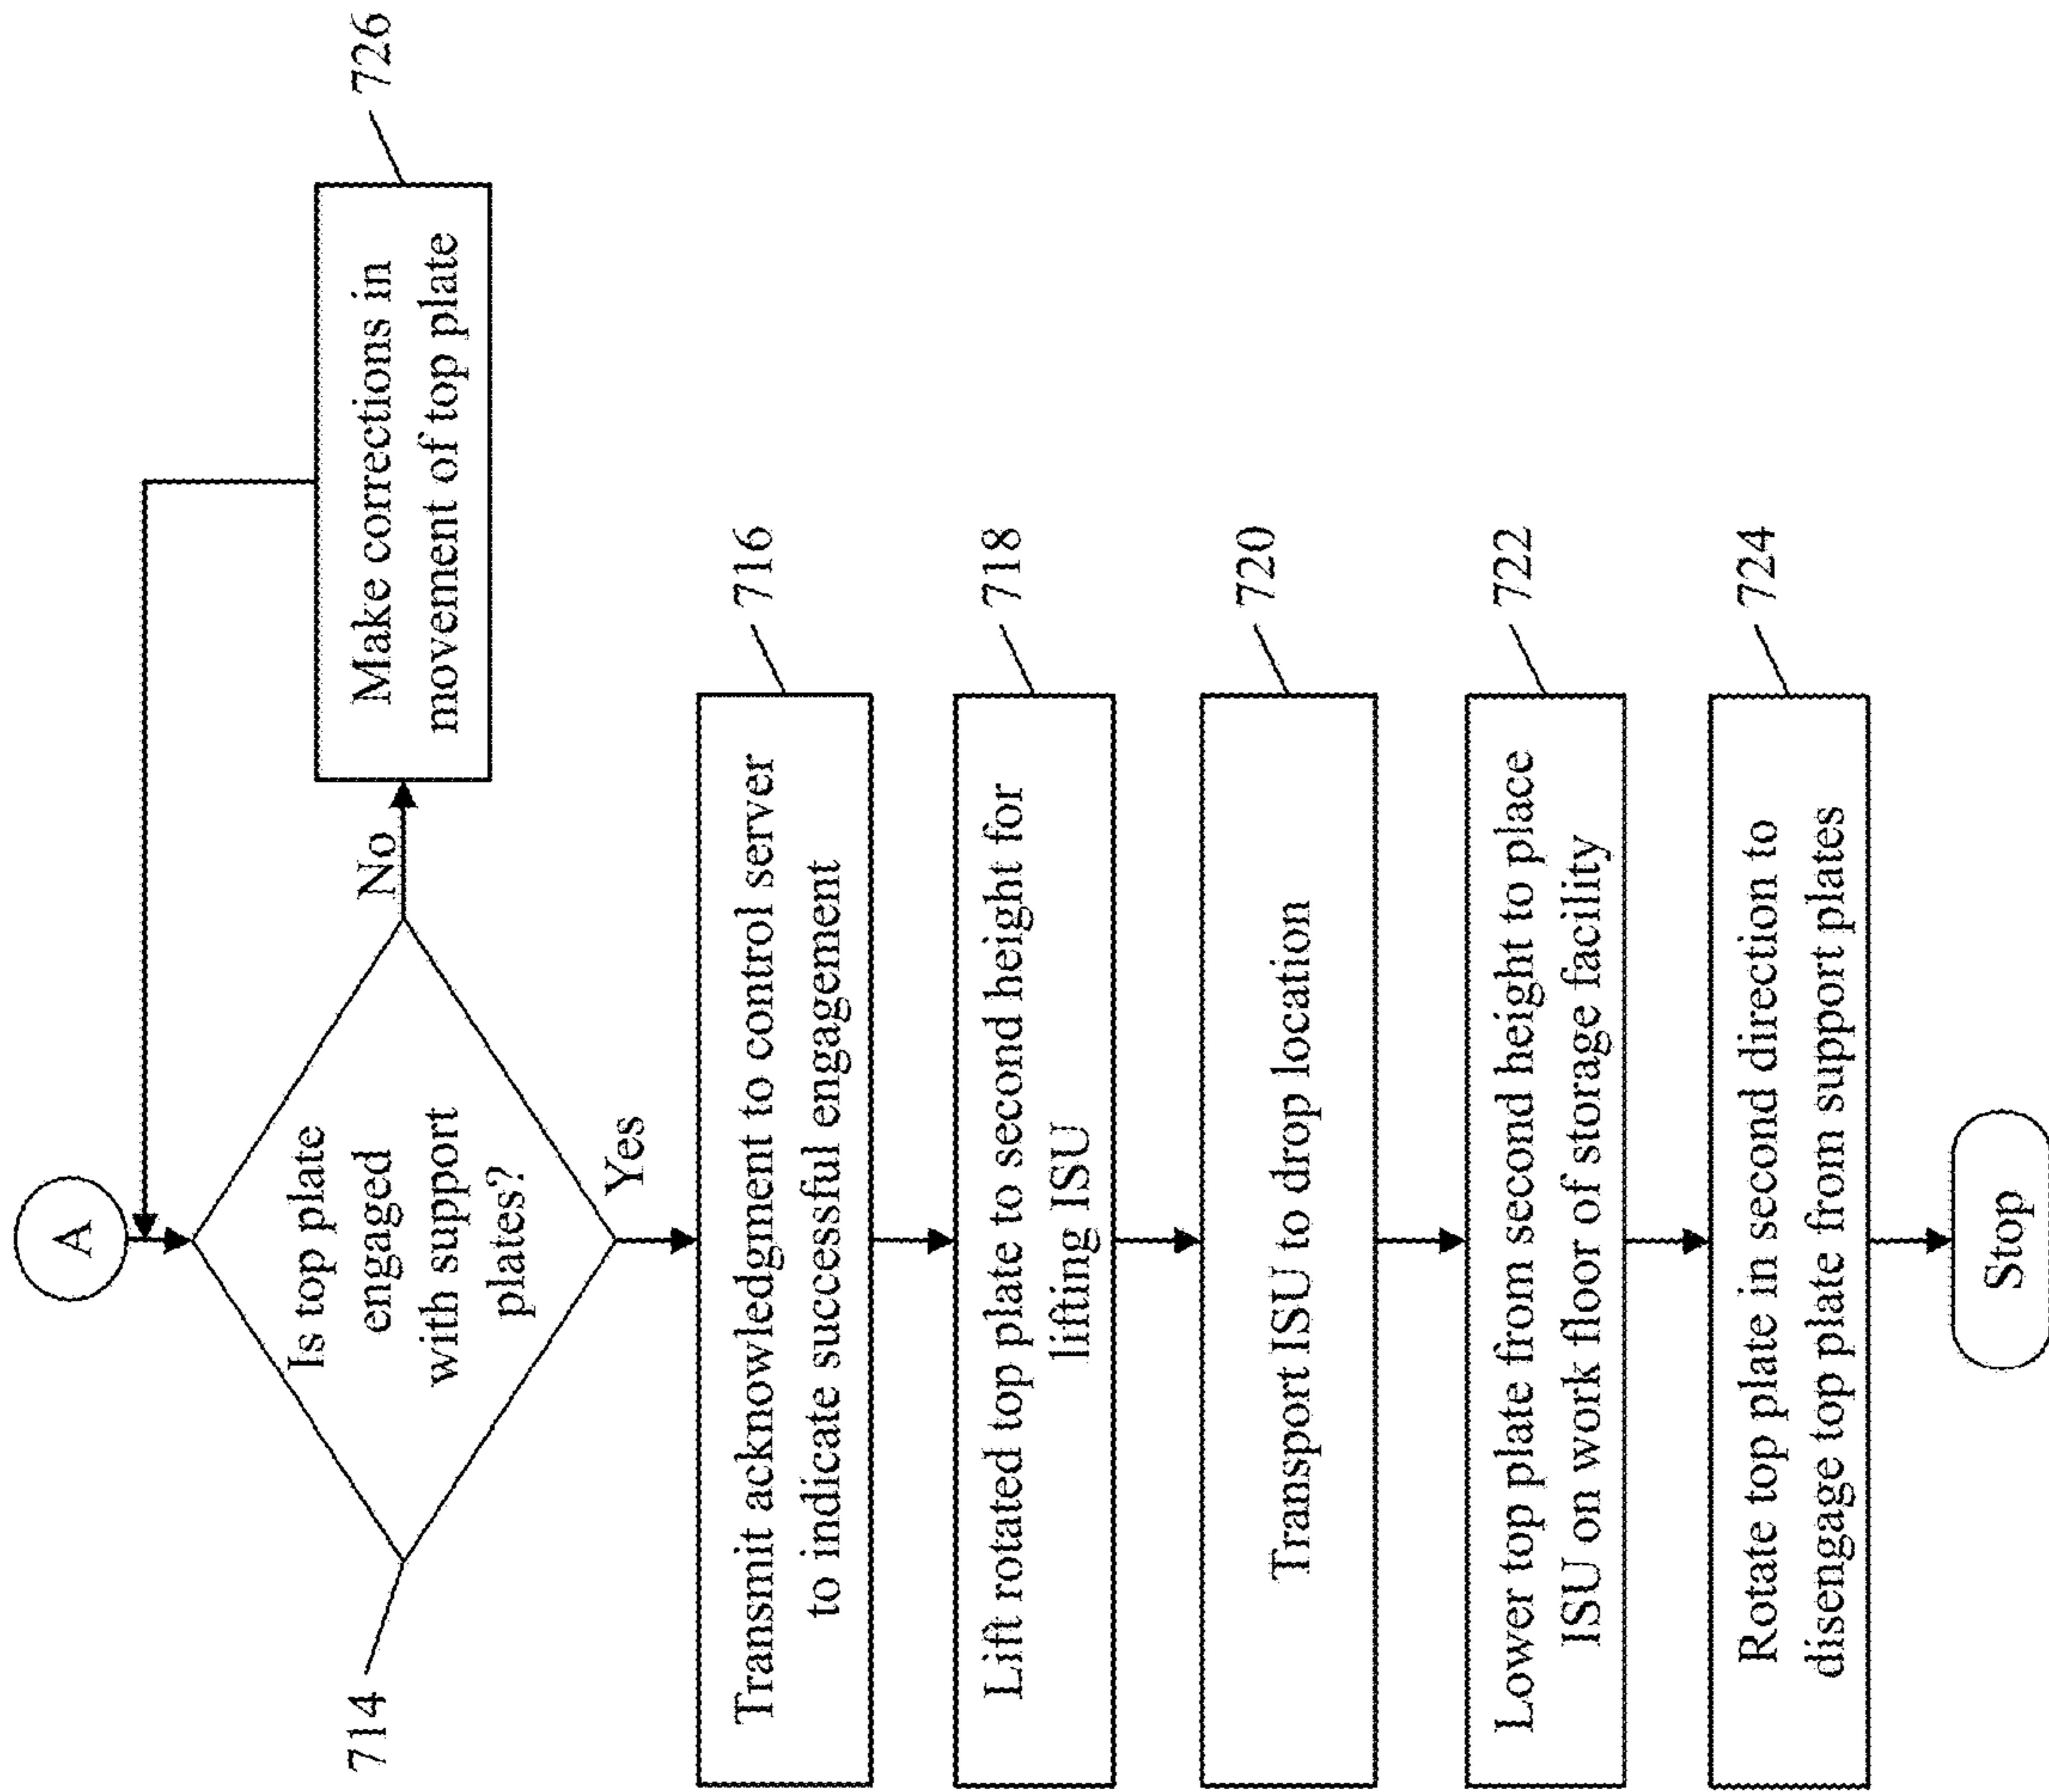 A
Is top plate
engaged
with support
plates?
714
No
Make corrections in
movement of top plate
726
Yes
Transmit acknowledgment to control server
to indicate successful engagement
716
Lift rotated top plate to second height for
lifting ISU
718
Transport ISU to drop location
720
Lower top plate from second height to place
ISU on work floor of storage facility
722
Rotate top plate in second direction to
disengage top plate from support plates
724
Stop